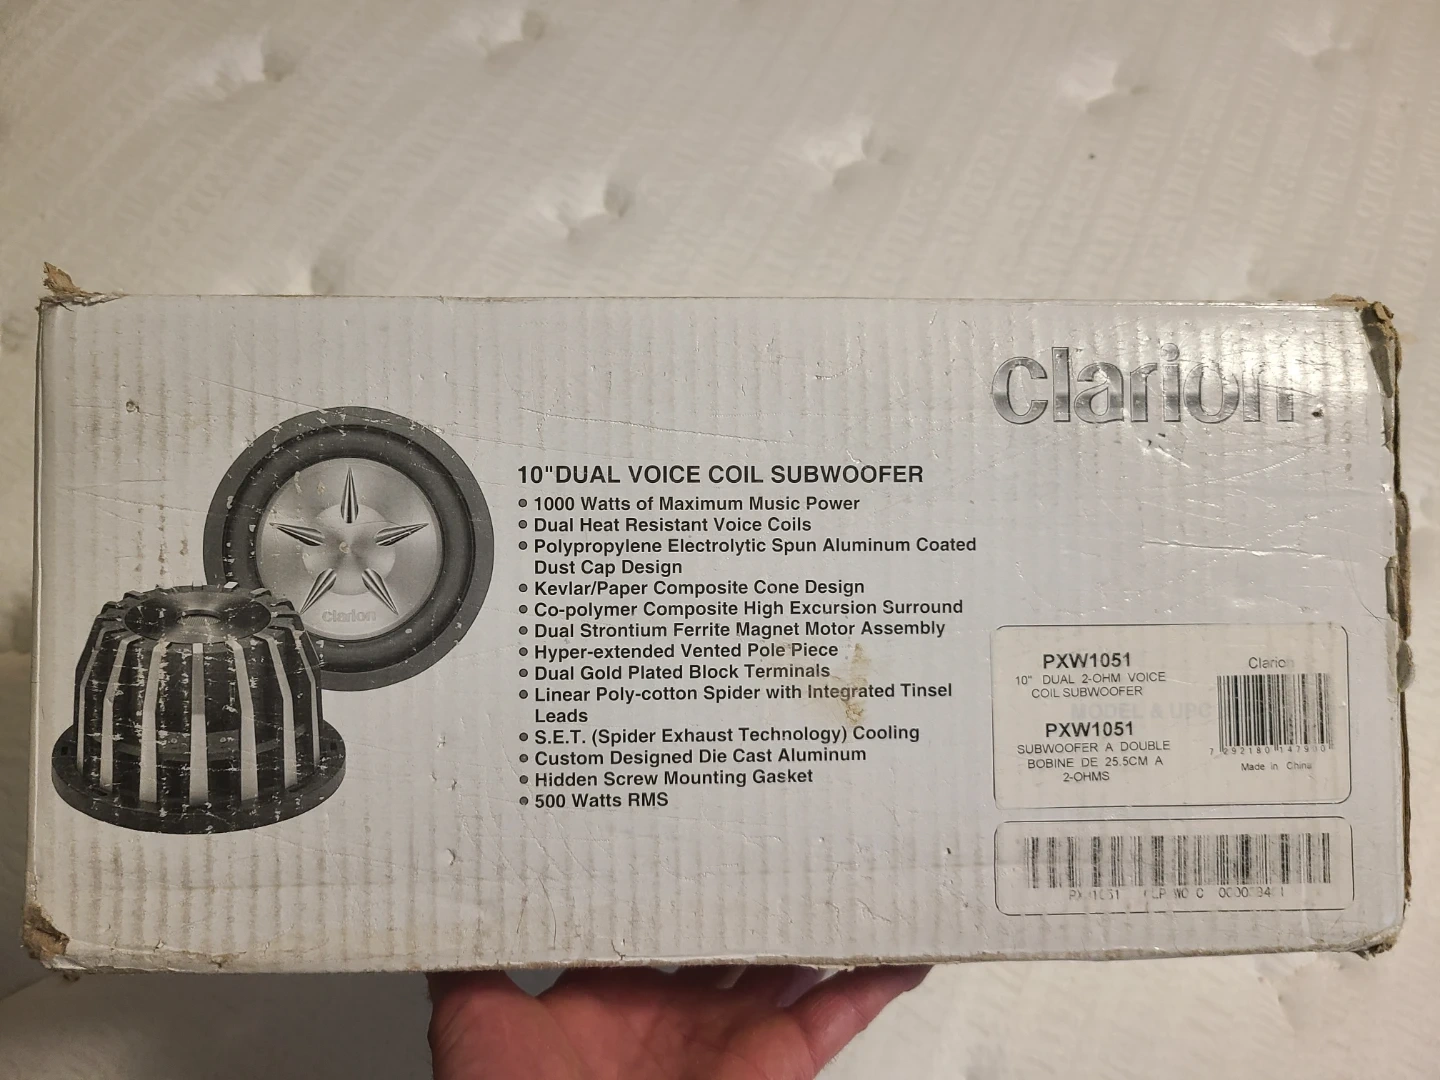 clarion
10"DUAL VOICE COIL SUBWOOFER
• 1000 Watts of Maximum Music Power
• Dual Heat Resistant Voice Coils
• Polypropylene Electrolytic Spun Aluminum Coated
Dust Cap Design
• Kevlar/Paper Composite Cone Design
• Co-polymer Composite High Excursion Surround
• Dual Strontium Ferrite Magnet Motor Assembly
• Hyper-extended Vented Pole Piece
• Dual Gold Plated Block Terminals
• Linear Poly-cotton Spider with Integrated Tinsel
Leads
• S.E.T. (Spider Exhaust Technology) Cooling
• Custom Designed Die Cast Aluminum
• Hidden Screw Mounting Gasket
• 500 Watts RMS
clarion
PXW1051
10" DUAL 2-OHM VOICE
COIL SUBWOOFER
MODEL & UPC
PXW1051
SUBWOOFER A DOUBLE
BOBINE DE 25.5CM A
2-OHMS
Clarion
Made in China